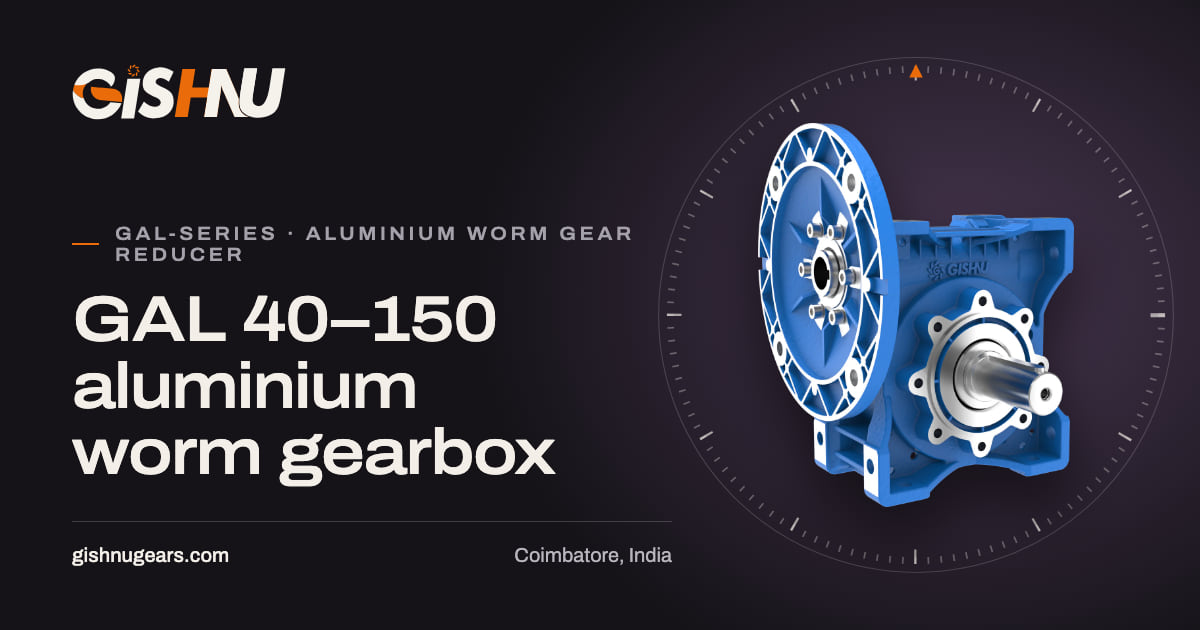 GiSHNU
GAL-SERIES · ALUMINIUM WORM GEAR
REDUCER
GAL 40–150
aluminium
worm gearbox
gishnugears.com
Coimbatore, India
GISHNU